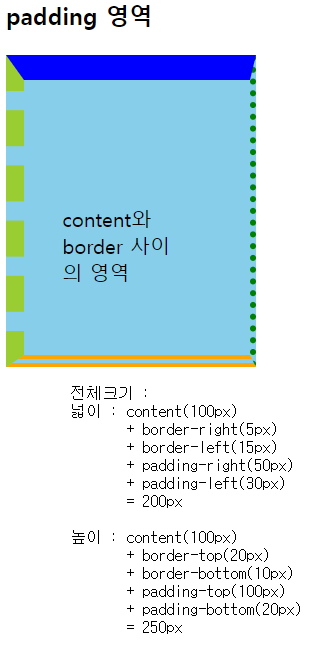 padding 영역
content와
border 사이
의 영역
전체크기 :
넓이 : content(100px)
+ border-right(5px)
+ border-left(15px)
+ padding-right(50px)
+ padding-left(30px)
= 200px
높이 : content(100px)
+ border-top(20px)
+ border-bottom(10px)
+ padding-top(100px)
+ padding-bottom(20px)
= 250px